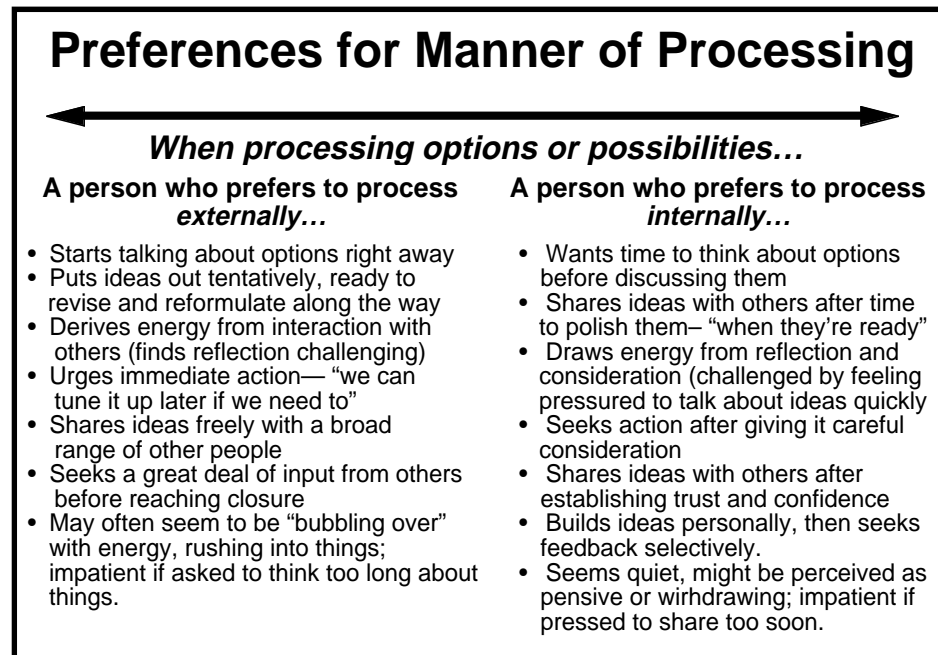 Preferences for Manner of Processing
When processing options or possibilities...
A person who prefers to process
externally...
• Starts talking about options right away
• Puts ideas out tentatively, ready to
revise and reformulate along the way
• Derives energy from interaction with
others (finds reflection challenging)
• Urges immediate action— “we can
tune it up later if we need to”
• Shares ideas freely with a broad
range of other people
• Seeks a great deal of input from others
before reaching closure
• May often seem to be “bubbling over”
with energy, rushing into things;
impatient if asked to think too long about
things.
A person who prefers to process
internally...
• Wants time to think about options
before discussing them
• Shares ideas with others after time
to polish them– “when they’re ready”
• Draws energy from reflection and
consideration (challenged by feeling
pressured to talk about ideas quickly
• Seeks action after giving it careful
consideration
• Shares ideas with others after
establishing trust and confidence
• Builds ideas personally, then seeks
feedback selectively.
• Seems quiet, might be perceived as
pensive or wirhdrawing; impatient if
pressed to share too soon.